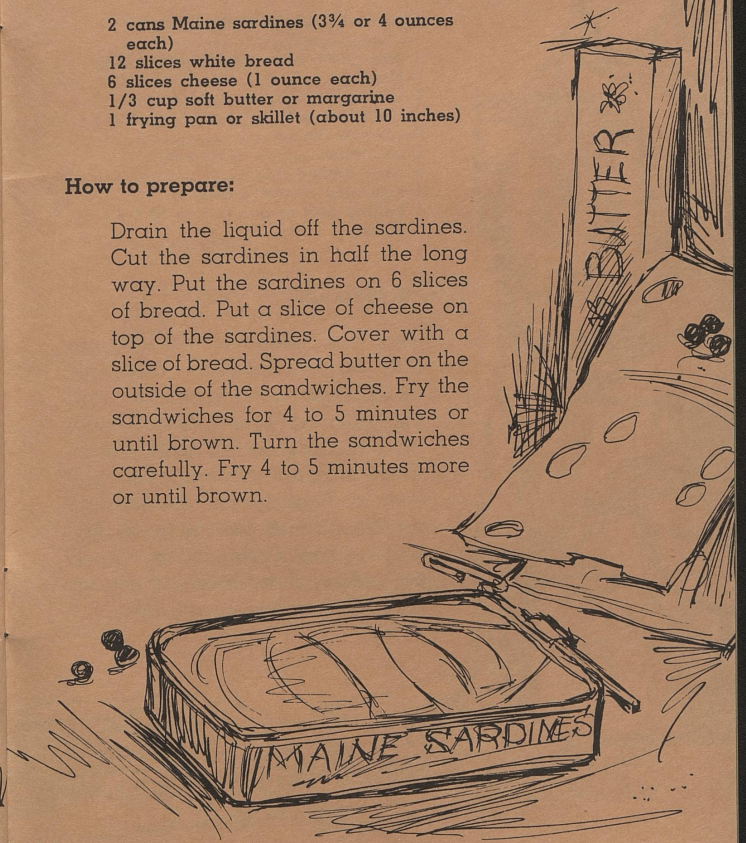 2 cans Maine sardines (3¾ or 4 ounces
each)
12 slices white bread
6 slices cheese (1 ounce each)
1/3 cup soft butter or margarine
1 frying pan or skillet (about 10 inches)
How to prepare:
Drain the liquid off the sardines.
Cut the sardines in half the long
way. Put the sardines on 6 slices
of bread. Put a slice of cheese on
top of the sardines. Cover with a
slice of bread. Spread butter on the
outside of the sandwiches. Fry the
sandwiches for 4 to 5 minutes or
until brown. Turn the sandwiches
carefully. Fry 4 to 5 minutes more
or until brown.
BUTTER
MAINE SARDINES